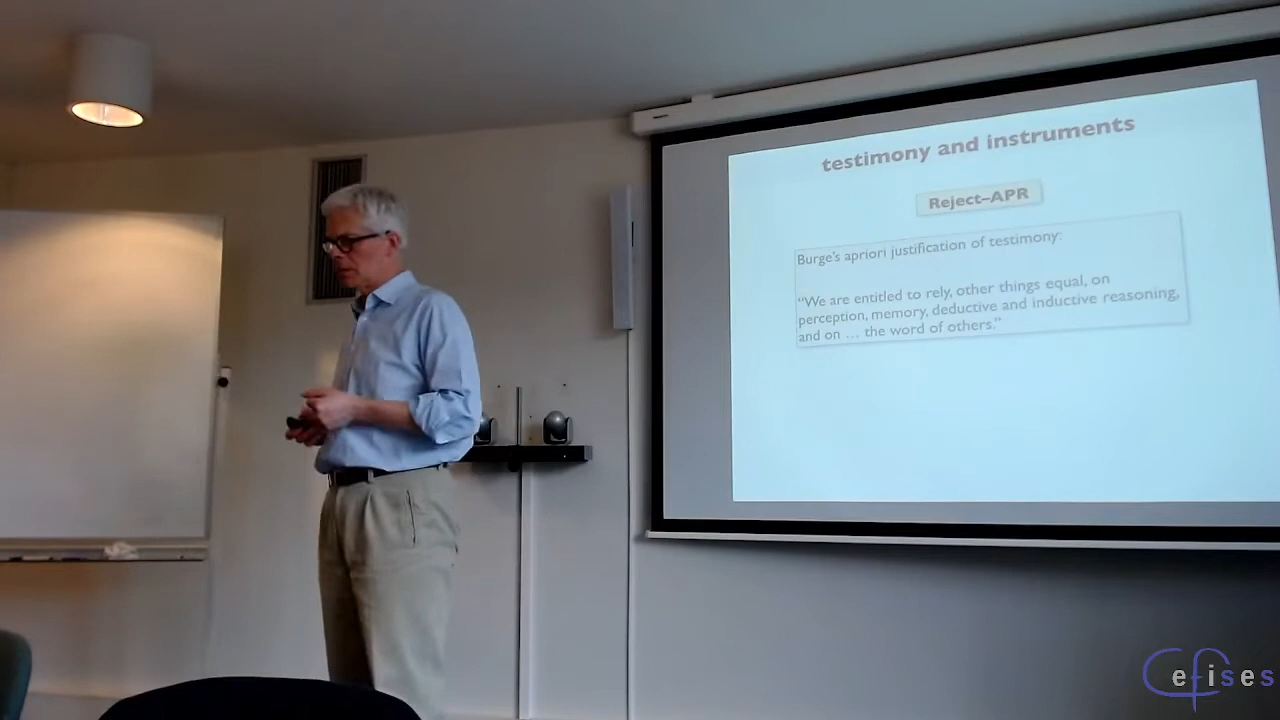 testimony and instruments
Reject–APR
Burge's apriori justification of testimony:
“We are entitled to rely, other things equal, on
perception, memory, deductive and inductive reasoning,
and on … the word of others.”
Cefises